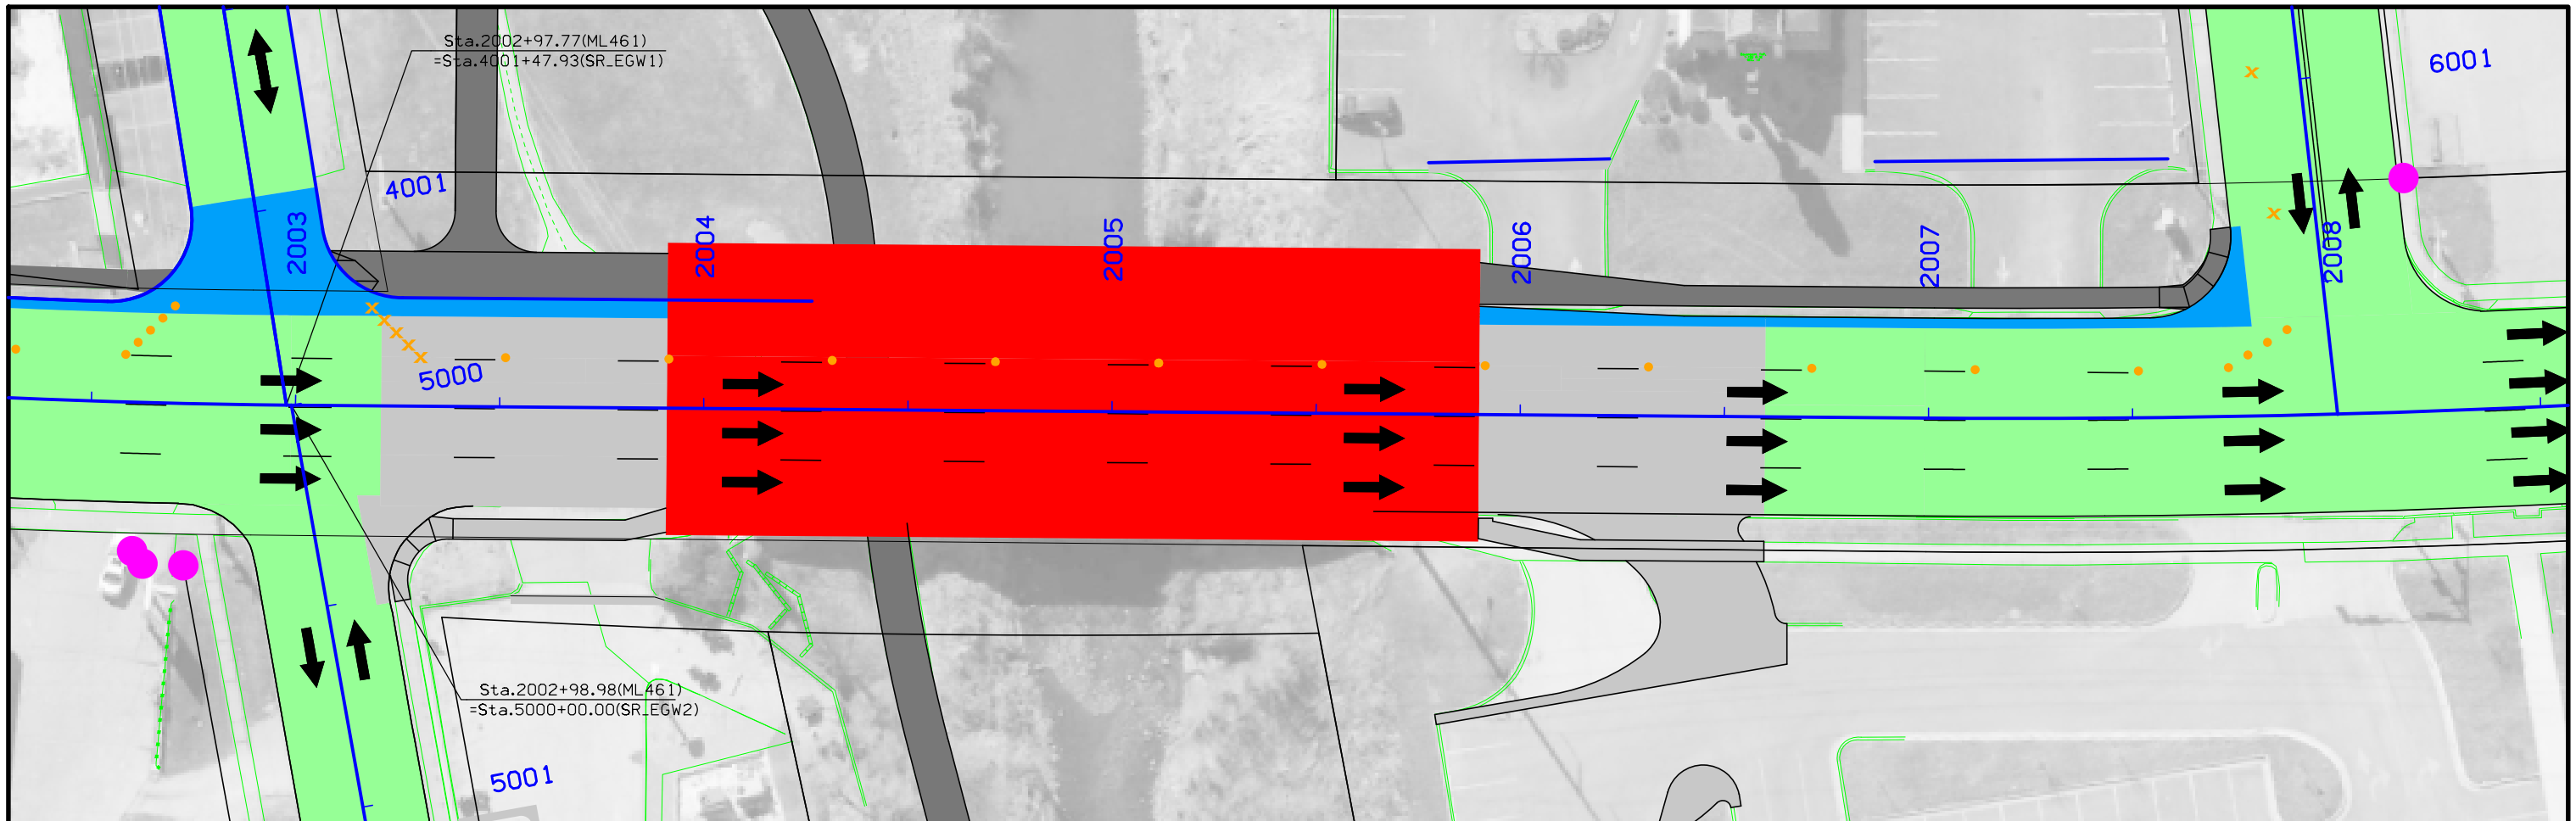 Sta.2002+97.77(ML461)
=Sta.4001+47.93(SR_EGW1)
6001
4001
2003
2004
2005
2006
2007
2008
5000
Sta.2002+98.98(ML461)
=Sta.5000+00.00(SR_EGW2)
5001